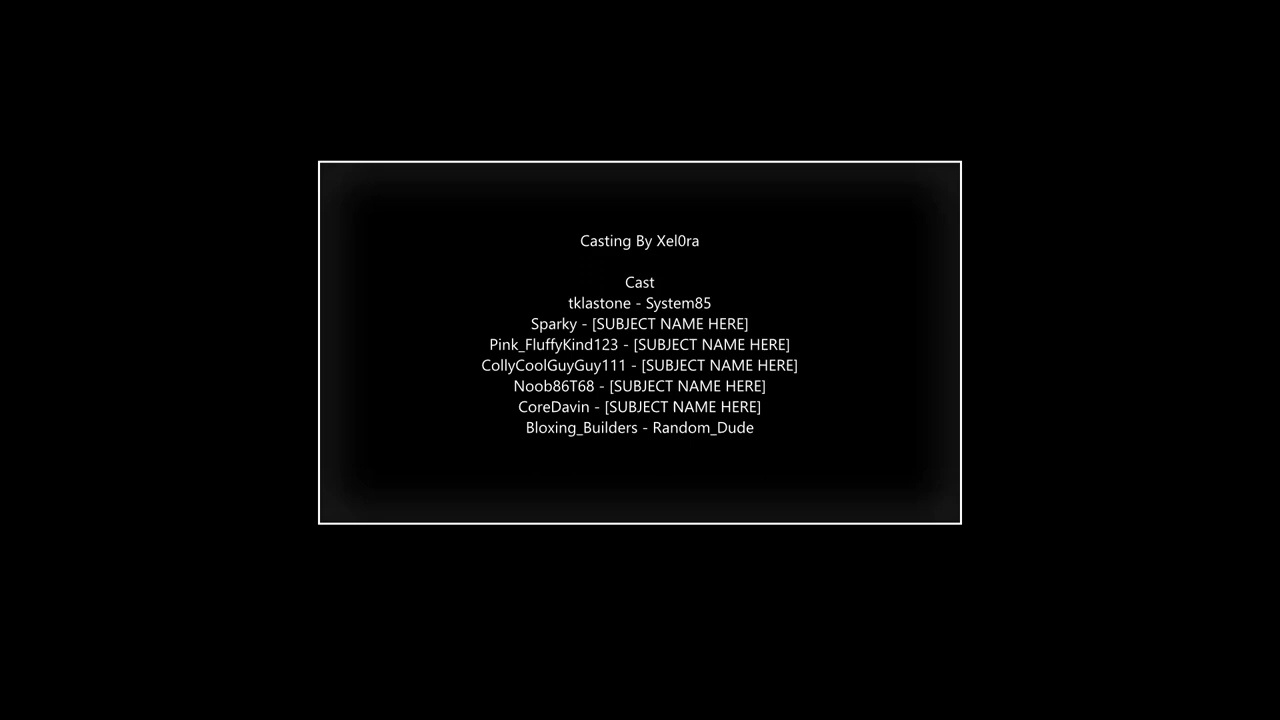 Casting By Xel0ra
Cast
tklastone - System85
Sparky - [SUBJECT NAME HERE]
Pink_FluffyKind123 - [SUBJECT NAME HERE]
CollyCoolGuyGuy111 - [SUBJECT NAME HERE]
Noob86T68 - [SUBJECT NAME HERE]
CoreDavin - [SUBJECT NAME HERE]
Bloxing_Builders - Random_Dude